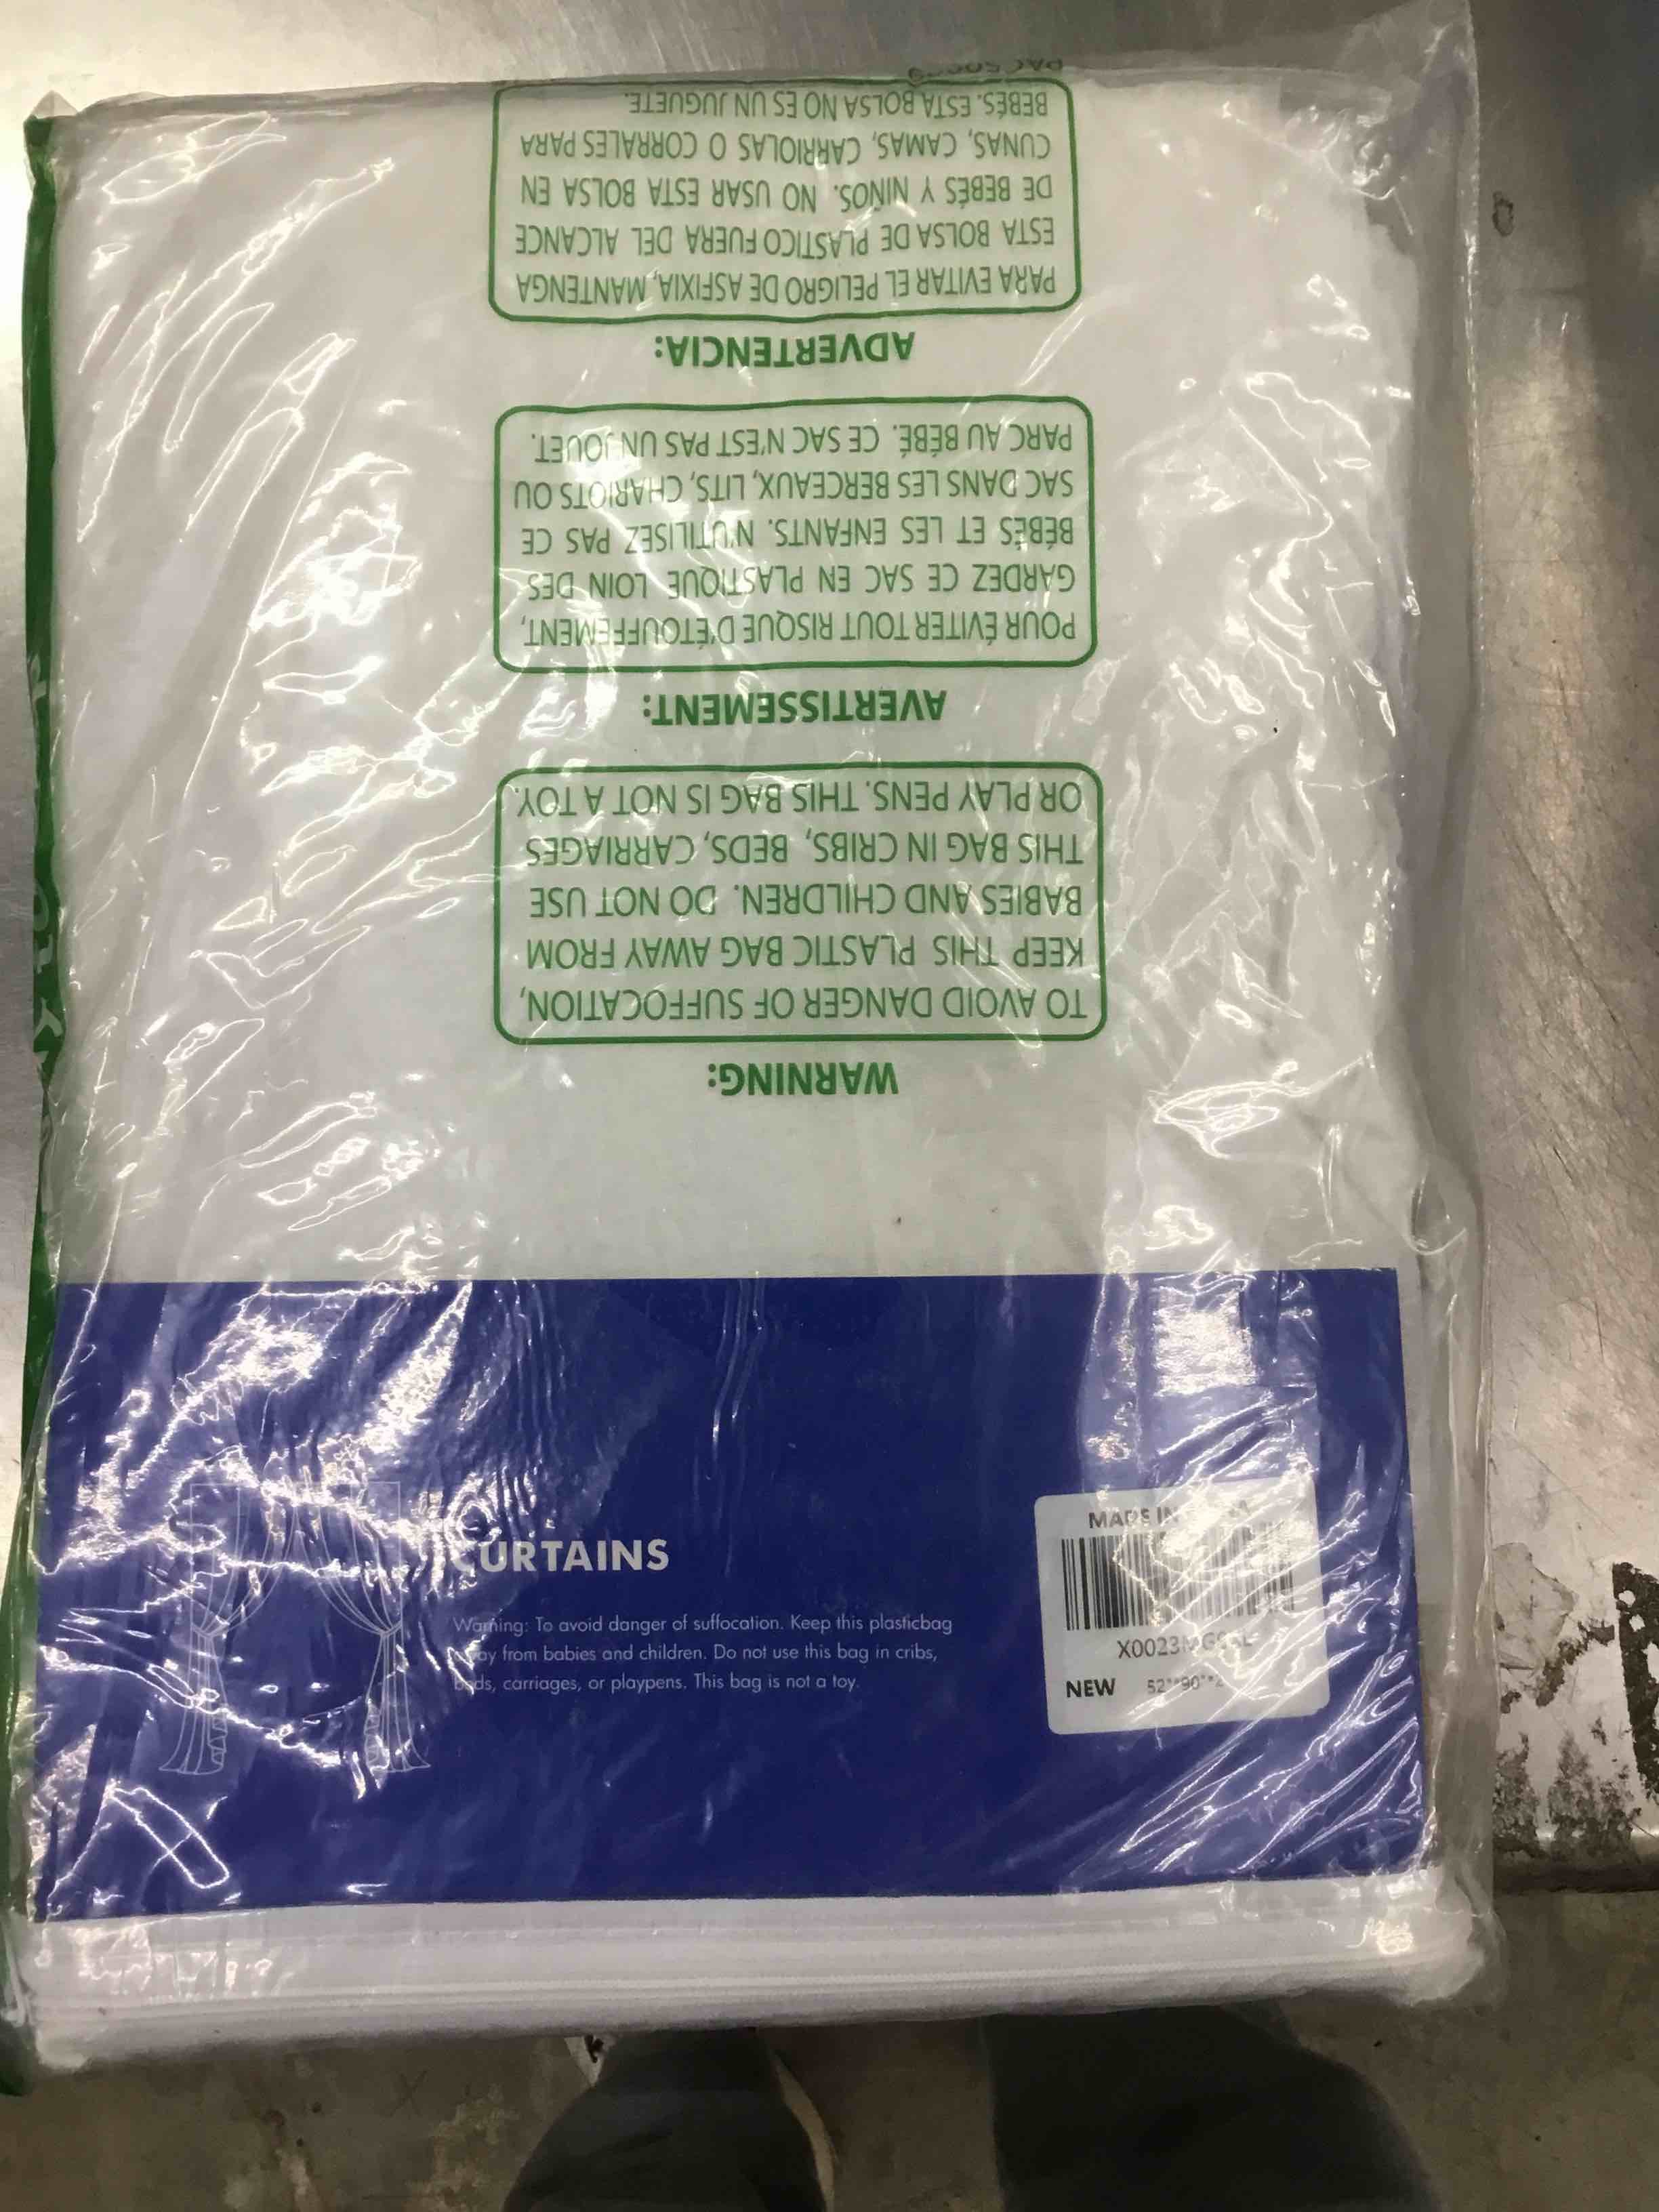 WARNING:
TO AVOID DANGER OF SUFFOCATION,
KEEP THIS PLASTIC BAG AWAY FROM
BABIES AND CHILDREN. DO NOT USE
THIS BAG IN CRIBS, BEDS, CARRIAGES
OR PLAY PENS. THIS BAG IS NOT A TOY.
AVERTISSEMENT:
POUR ÉVITER TOUT RISQUE D'ÉTOUFFEMENT,
GARDEZ CE SAC EN PLASTIQUE LOIN DES
BÉBÉS ET LES ENFANTS. N'UTILISEZ PAS CE
SAC DANS LES BERCEAUX, LITS, CHARIOTS OU
PARC AU BÉBÉ. CE SAC N'EST PAS UN JOUET.
ADVERTENCIA:
PARA EVITAR EL PELIGRO DE ASFIXIA, MANTENGA
ESTA BOLSA DE PLASTICO FUERA DEL ALCANCE
DE BEBÉS Y NIÑOS. NO USAR ESTA BOLSA EN
CUNAS, CAMAS, CARRIOLAS O CORRALES PARA
BEBÉS. ESTA BOLSA NO ES UN JUGUETE.
CURTAINS
Warning: To avoid danger of suffocation. Keep this plasticbag
from babies and children. Do not use this bag in cribs,
beds, carriages, or playpens. This bag is not a toy.
MADE IN
NEW